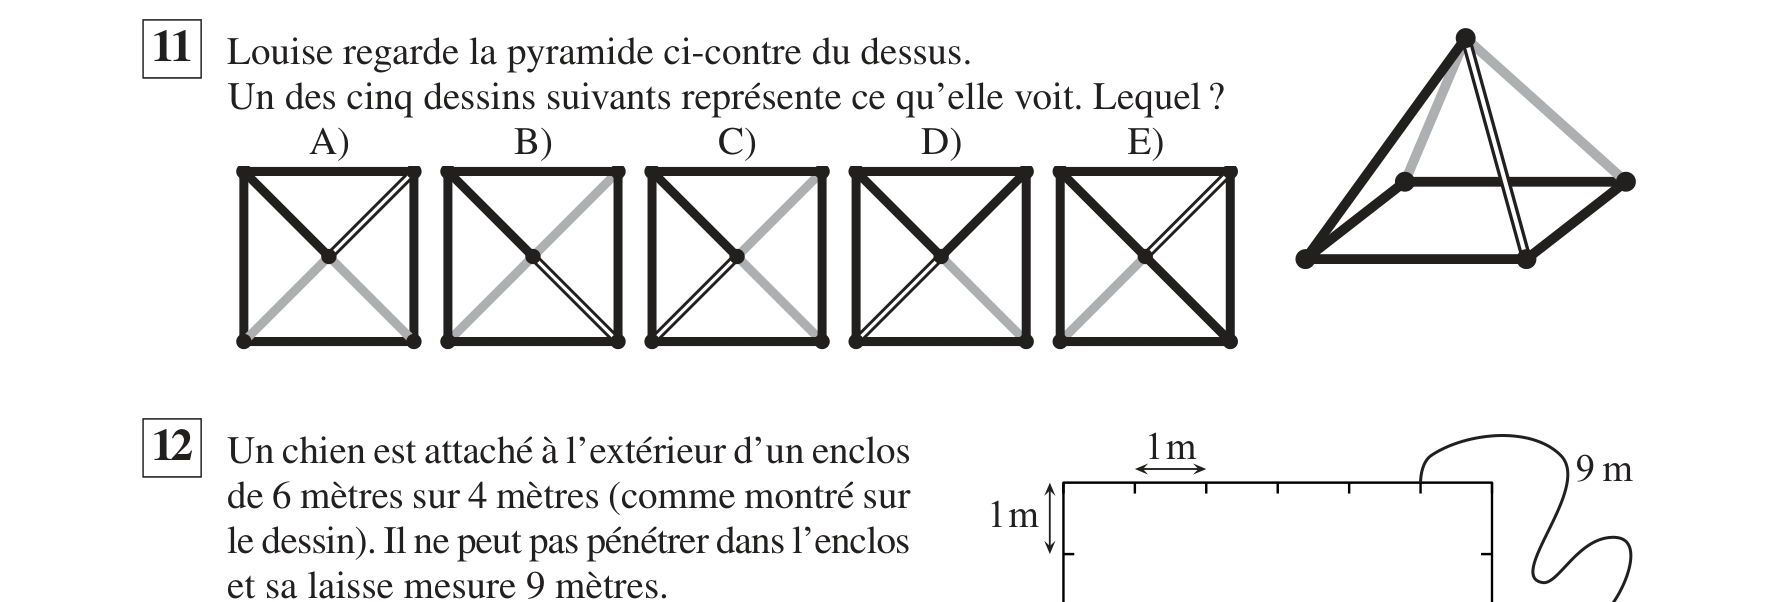 11 Louise regarde la pyramide ci-contre du dessus.
Un des cinq dessins suivants représente ce qu'elle voit. Lequel ?
A) B) C) D) E)
12 Un chien est attaché à l'extérieur d'un enclos
de 6 mètres sur 4 mètres (comme montré sur
le dessin). Il ne peut pas pénétrer dans l'enclos
et sa laisse mesure 9 mètres.
1 m
9 m
1 m